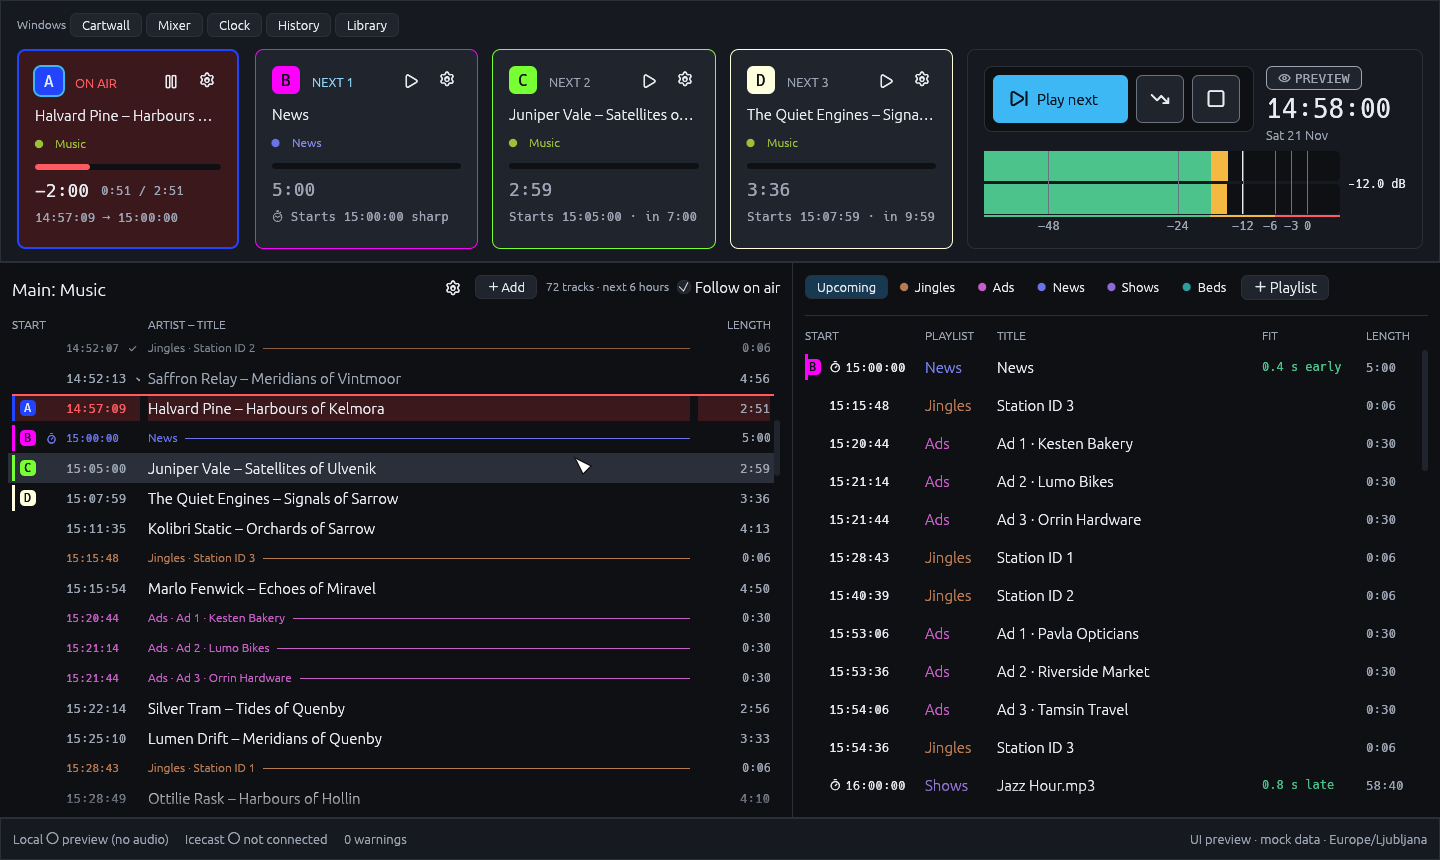 Windows Cartwall Mixer Clock History Library
A ON AIR
Halvard Pine – Harbours ...
Music
−2:00 0:51 / 2:51
14:57:09 → 15:00:00
B NEXT 1
News
News
5:00
Starts 15:00:00 sharp
C NEXT 2
Juniper Vale – Satellites o...
Music
2:59
Starts 15:05:00 · in 7:00
D NEXT 3
The Quiet Engines – Signa...
Music
3:36
Starts 15:07:59 · in 9:59
Play next
PREVIEW
14:58:00
Sat 21 Nov
-12.0 dB
−48 −24 −12 −6 −3 0
Main: Music + Add 72 tracks · next 6 hours Follow on air
START ARTIST – TITLE LENGTH
14:52:07 Jingles · Station ID 2 0:06
14:52:13 Saffron Relay – Meridians of Vintmoor 4:56
A 14:57:09 Halvard Pine – Harbours of Kelmora 2:51
B 15:00:00 News 5:00
C 15:05:00 Juniper Vale – Satellites of Ulvenik 2:59
D 15:07:59 The Quiet Engines – Signals of Sarrow 3:36
15:11:35 Kolibri Static – Orchards of Sarrow 4:13
15:15:48 Jingles · Station ID 3 0:06
15:15:54 Marlo Fenwick – Echoes of Miravel 4:50
15:20:44 Ads · Ad 1 · Kesten Bakery 0:30
15:21:14 Ads · Ad 2 · Lumo Bikes 0:30
15:21:44 Ads · Ad 3 · Orrin Hardware 0:30
15:22:14 Silver Tram – Tides of Quenby 2:56
15:25:10 Lumen Drift – Meridians of Quenby 3:33
15:28:43 Jingles · Station ID 1 0:06
15:28:49 Ottilie Rask – Harbours of Hollin 4:10
Upcoming Jingles Ads News Shows Beds + Playlist
START PLAYLIST TITLE FIT LENGTH
B 15:00:00 News News 0.4 s early 5:00
15:15:48 Jingles Station ID 3 0:06
15:20:44 Ads Ad 1 · Kesten Bakery 0:30
15:21:14 Ads Ad 2 · Lumo Bikes 0:30
15:21:44 Ads Ad 3 · Orrin Hardware 0:30
15:28:43 Jingles Station ID 1 0:06
15:40:39 Jingles Station ID 2 0:06
15:53:06 Ads Ad 1 · Pavla Opticians 0:30
15:53:36 Ads Ad 2 · Riverside Market 0:30
15:54:06 Ads Ad 3 · Tamsin Travel 0:30
15:54:36 Jingles Station ID 3 0:06
16:00:00 Shows Jazz Hour.mp3 0.8 s late 58:40
Local preview (no audio) Icecast not connected 0 warnings UI preview · mock data · Europe/Ljubljana